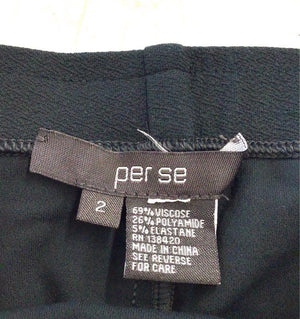 per se
2
69% VISCOSE
26% POLYAMIDE
5% ELASTANE
RN 138420
MADE IN CHINA
SEE REVERSE
FOR CARE